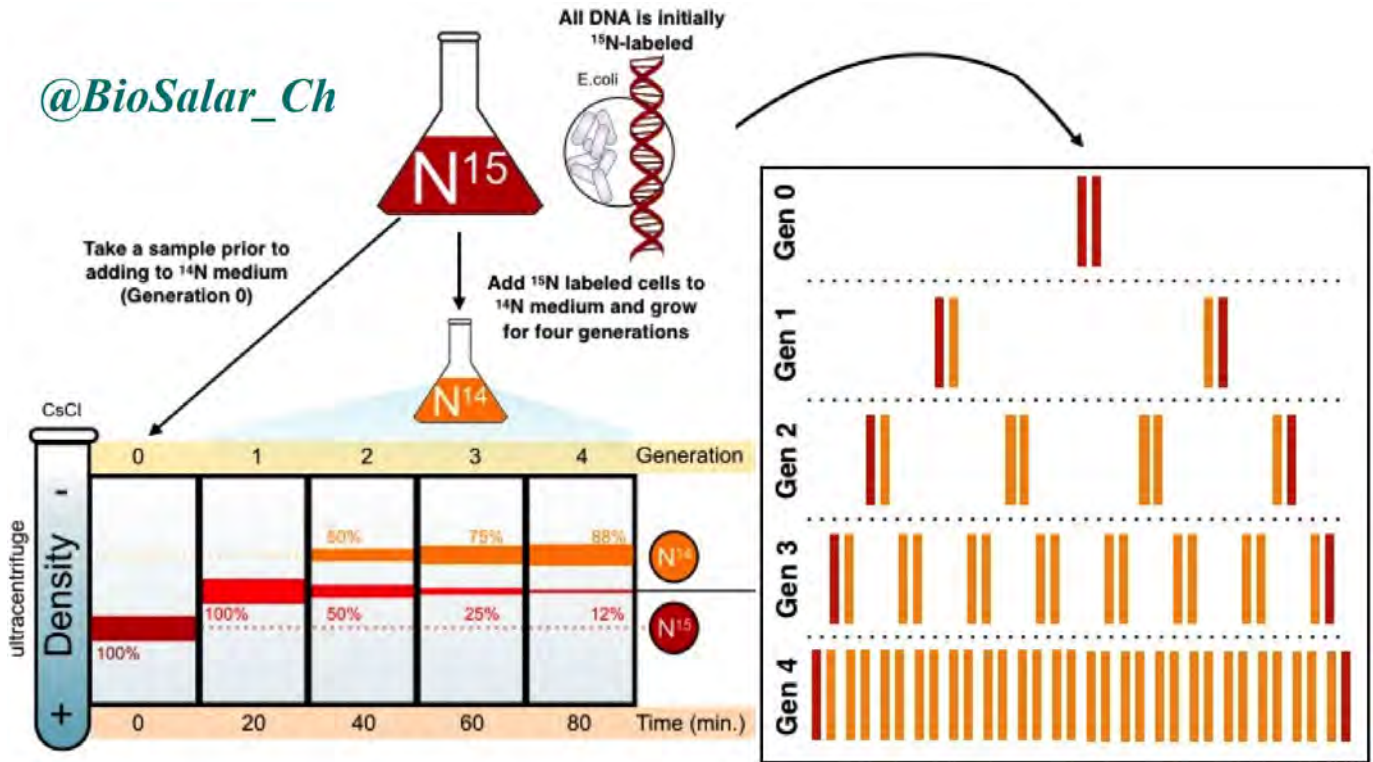 All DNA is initially
¹⁵N-labeled
@BioSalar_Ch
E.coli
N¹⁵
Take a sample prior to
adding to ¹⁴N medium
(Generation 0)
Add ¹⁵N labeled cells to
¹⁴N medium and grow
for four generations
N¹⁴
CsCl
0 1 2 3 4 Generation
ultracentrifuge
- Density +
50% 75% 88%
N¹⁴
100% 50% 25% 12%
N¹⁵
100%
0 20 40 60 80 Time (min.)
Gen 0
Gen 1
Gen 2
Gen 3
Gen 4